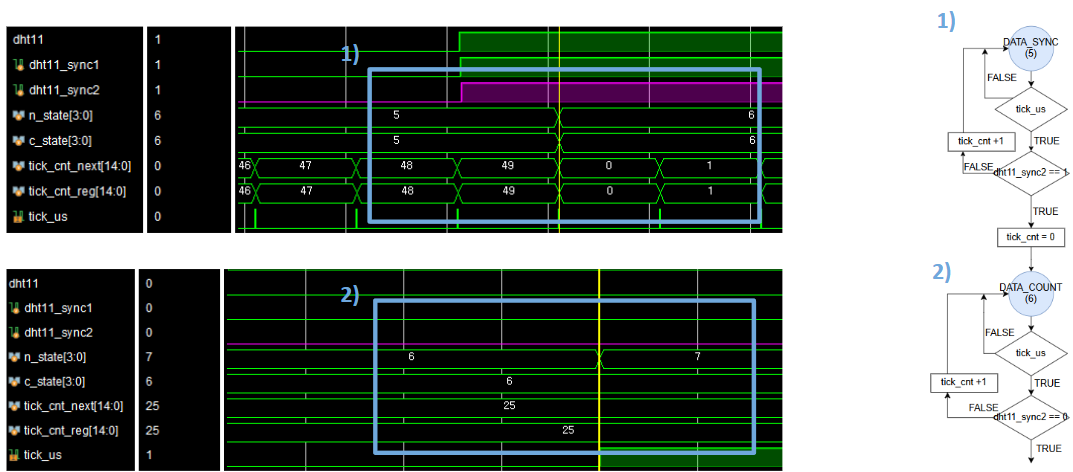 1)
dht11 1
dht11_sync1 1
dht11_sync2 1
n_state[3:0] 6 5 6
c_state[3:0] 6 5 6
tick_cnt_next[14:0] 0 46 47 48 49 0 1
tick_cnt_reg[14:0] 0 46 47 48 49 0 1
tick_us 0
2)
dht11 0
dht11_sync1 0
dht11_sync2 0
n_state[3:0] 7 6 7
c_state[3:0] 6 6
tick_cnt_next[14:0] 25 25
tick_cnt_reg[14:0] 25 25
tick_us 1
1)
DATA_SYNC
(5)
FALSE
tick_us
TRUE
tick_cnt +1
FALSE
dht11_sync2 == 1
TRUE
tick_cnt = 0
2)
DATA_COUNT
(6)
FALSE
tick_us
TRUE
tick_cnt +1
FALSE
dht11_sync2 == 0
TRUE